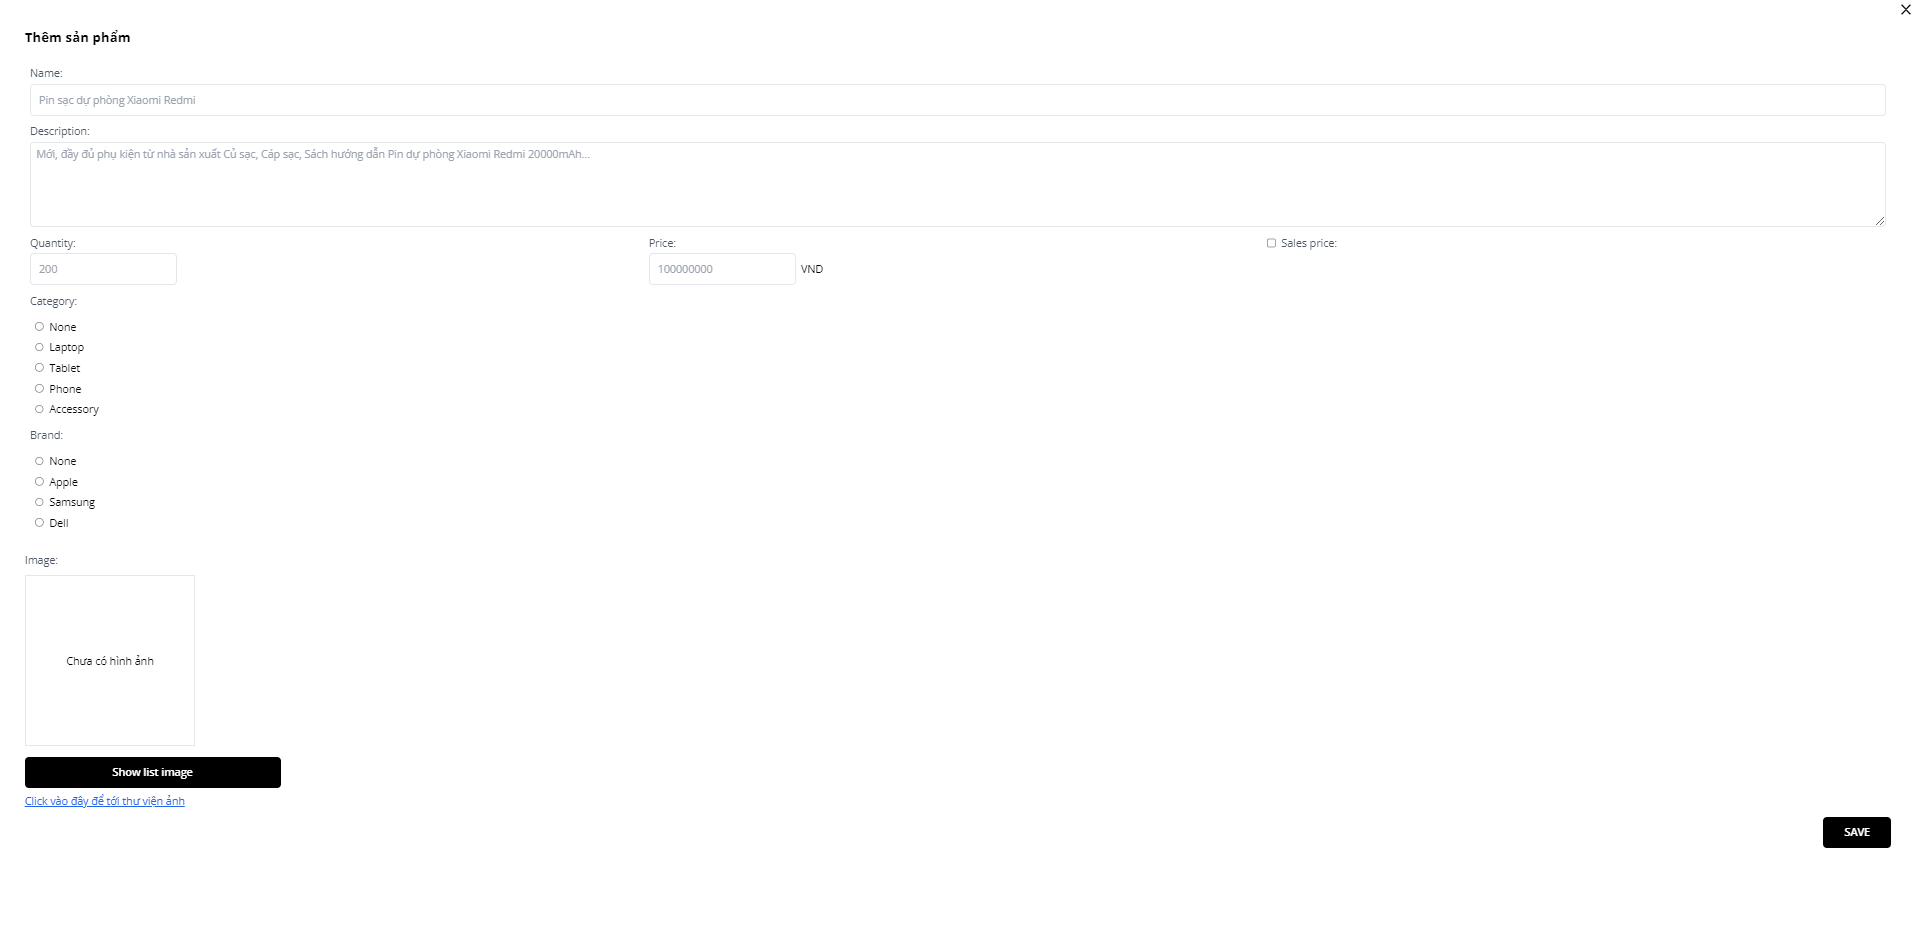 Thêm sản phẩm
Name:
Pin sạc dự phòng Xiaomi Redmi
Description:
Mới, đầy đủ phụ kiện từ nhà sản xuất Củ sạc, Cáp sạc, Sách hướng dẫn Pin dự phòng Xiaomi Redmi 20000mAh...
Quantity: Price: Sales price:
200 100000000 VND
Category:
None
Laptop
Tablet
Phone
Accessory
Brand:
None
Apple
Samsung
Dell
Image:
Chưa có hình ảnh
Show list image
Click vào đây để tới thư viện ảnh
SAVE